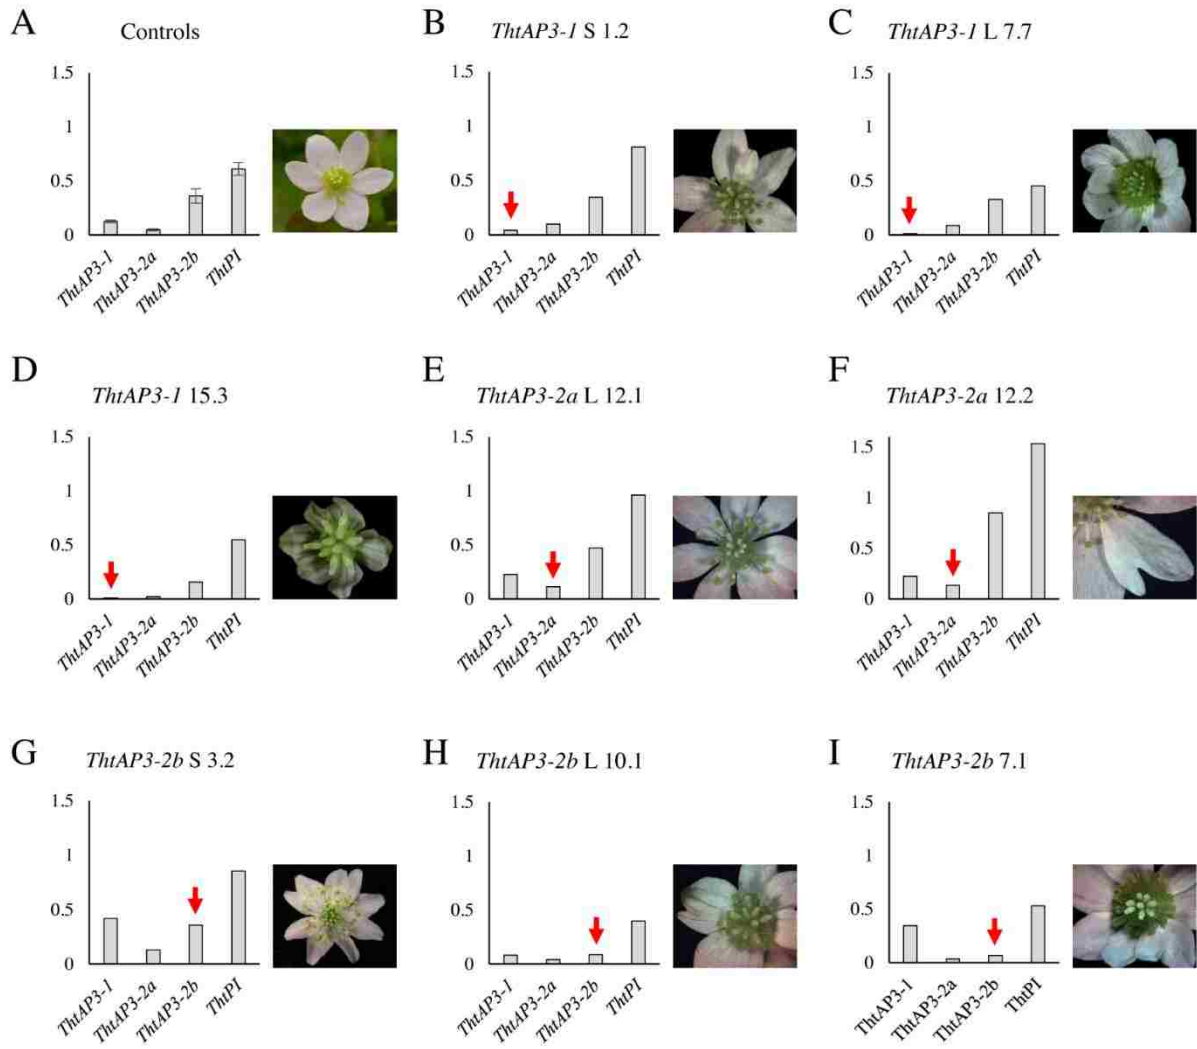 A Controls
1.5
1
0.5
0
ThtAP3-1
ThtAP3-2a
ThtAP3-2b
ThtPI
B ThtAP3-1 S 1.2
1.5
1
0.5
0
ThtAP3-1
ThtAP3-2a
ThtAP3-2b
ThtPI
C ThtAP3-1 L 7.7
1.5
1
0.5
0
ThtAP3-1
ThtAP3-2a
ThtAP3-2b
ThtPI
D ThtAP3-1 15.3
1.5
1
0.5
0
ThtAP3-1
ThtAP3-2a
ThtAP3-2b
ThtPI
E ThtAP3-2a L 12.1
1.5
1
0.5
0
ThtAP3-1
ThtAP3-2a
ThtAP3-2b
ThtPI
F ThtAP3-2a 12.2
1.5
1
0.5
0
ThtAP3-1
ThtAP3-2a
ThtAP3-2b
ThtPI
G ThtAP3-2b S 3.2
1.5
1
0.5
0
ThtAP3-1
ThtAP3-2a
ThtAP3-2b
ThtPI
H ThtAP3-2b L 10.1
1.5
1
0.5
0
ThtAP3-1
ThtAP3-2a
ThtAP3-2b
ThtPI
I ThtAP3-2b 7.1
1.5
1
0.5
0
ThtAP3-1
ThtAP3-2a
ThtAP3-2b
ThtPI